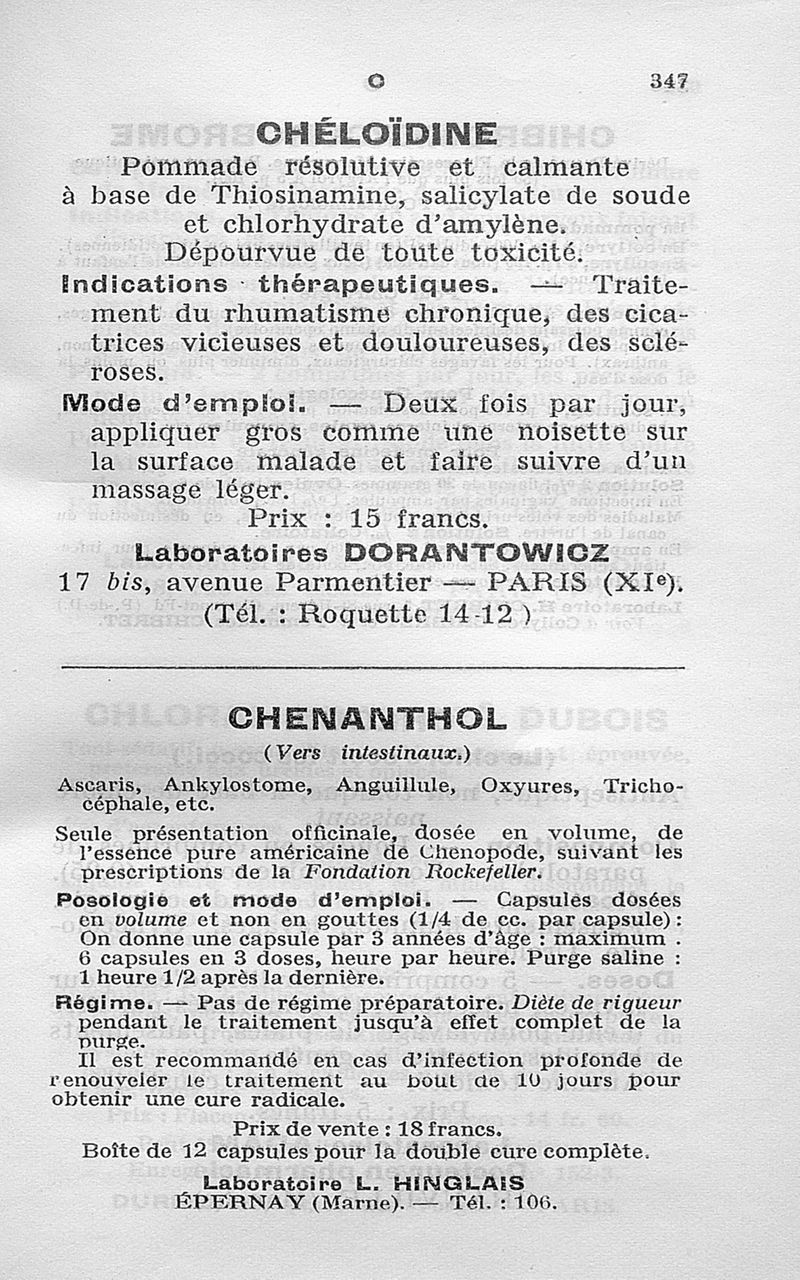 C
347
CHÉLOÏDINE
Pommade résolutive et calmante
à base de Thiosinamine, salicylate de soude
et chlorhydrate d'amylène.
Dépourvue de toute toxicité.
Indications thérapeutiques. — Traite-
ment du rhumatisme chronique, des cica-
trices vicieuses et douloureuses, des sclé-
roses.
Mode d'emploi. — Deux fois par jour,
appliquer gros comme une noisette sur
la surface malade et faire suivre d'un
massage léger.
Prix : 15 francs.
Laboratoires DORANTOWICZ
17 bis, avenue Parmentier — PARIS (XIe).
(Tél. : Roquette 14-12)
CHENANTHOL
(Vers intestinaux.)
Ascaris, Ankylostome, Anguillule, Oxyures, Tricho-
céphale, etc.
Seule présentation officinale, dosée en volume, de
l'essence pure américaine de Chenopode, suivant les
prescriptions de la Fondation Rockefeller.
Posologie et mode d'emploi. — Capsules dosées
en volume et non en gouttes (1/4 de cc. par capsule) :
On donne une capsule par 3 années d'âge : maximum .
6 capsules en 3 doses, heure par heure. Purge saline :
1 heure 1/2 après la dernière.
Régime. — Pas de régime préparatoire. Diète de rigueur
pendant le traitement jusqu'à effet complet de la
purge.
Il est recommandé en cas d'infection profonde de
renouveler le traitement au bout de 10 jours pour
obtenir une cure radicale.
Prix de vente : 18 francs.
Boîte de 12 capsules pour la double cure complète.
Laboratoire L. HINGLAIS
ÉPERNAY (Marne). — Tél. : 106.